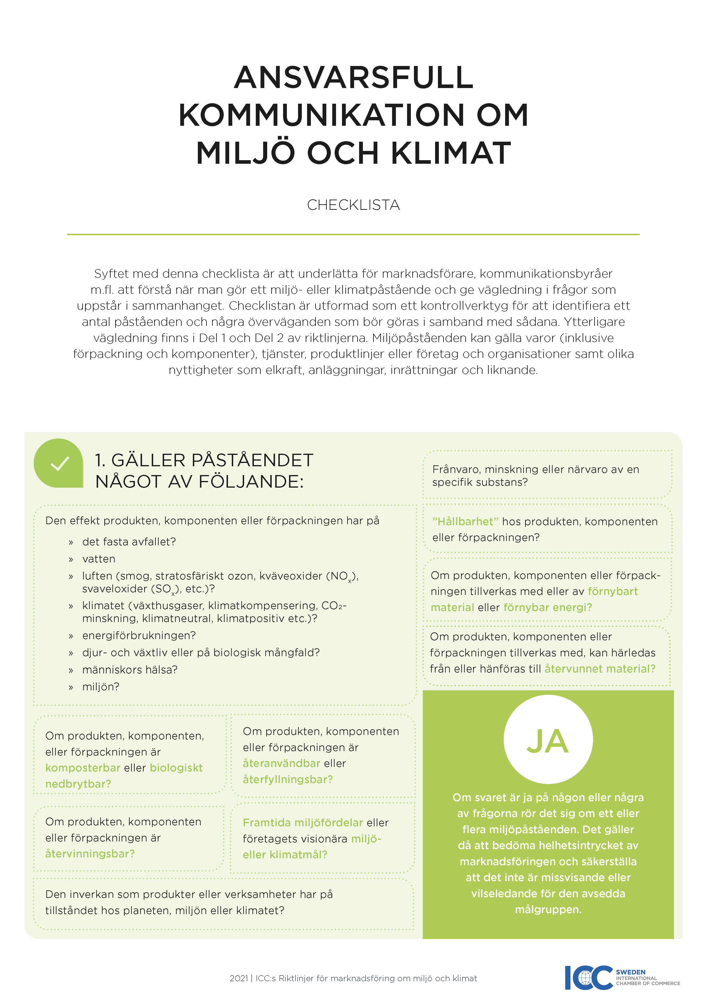 ANSVARSFULL
KOMMUNIKATION OM
MILJÖ OCH KLIMAT
CHECKLISTA
Syftet med denna checklista är att underlätta för marknadsförare, kommunikationsbyråer
m.fl. att förstå när man gör ett miljö- eller klimatpåstående och ge vägledning i frågor som
uppstår i sammanhanget. Checklistan är utformad som ett kontrollverktyg för att identifiera ett
antal påståenden och några överväganden som bör göras i samband med sådana. Ytterligare
vägledning finns i Del 1 och Del 2 av riktlinjerna. Miljöpåståenden kan gälla varor (inklusive
förpackning och komponenter), tjänster, produktlinjer eller företag och organisationer samt olika
nyttigheter som elkraft, anläggningar, inrättningar och liknande.
1. GÄLLER PÅSTÅENDET
NÅGOT AV FÖLJANDE:
Den effekt produkten, komponenten eller förpackningen har på
» det fasta avfallet?
» vatten
» luften (smog, stratosfäriskt ozon, kväveoxider (NOx),
svaveloxider (SOx), etc.)?
» klimatet (växthusgaser, klimatkompensering, CO2-
minskning, klimatneutral, klimatpositiv etc.)?
» energiförbrukningen?
» djur- och växtliv eller på biologisk mångfald?
» människors hälsa?
» miljön?
Om produkten, komponenten,
eller förpackningen är
komposterbar eller biologiskt
nedbrytbar?
Om produkten, komponenten
eller förpackningen är
återanvändbar eller
återfyllningsbar?
Om produkten, komponenten
eller förpackningen är
återvinningsbar?
Framtida miljöfördelar eller
företagets visionära miljö-
eller klimatmål?
Den inverkan som produkter eller verksamheter har på
tillståndet hos planeten, miljön eller klimatet?
Frånvaro, minskning eller närvaro av en
specifik substans?
”Hållbarhet” hos produkten, komponenten
eller förpackningen?
Om produkten, komponenten eller förpack-
ningen tillverkas med eller av förnybart
material eller förnybar energi?
Om produkten, komponenten eller
förpackningen tillverkas med, kan härledas
från eller hänföras till återvunnet material?
JA
Om svaret är ja på någon eller några
av frågorna rör det sig om ett eller
flera miljöpåståenden. Det gäller
då att bedöma helhetsintrycket av
marknadsföringen och säkerställa
att det inte är missvisande eller
vilseledande för den avsedda
målgruppen.
2021 | ICC:s Riktlinjer för marknadsföring om miljö och klimat
ICC
SWEDEN
INTERNATIONAL
CHAMBER OF COMMERCE